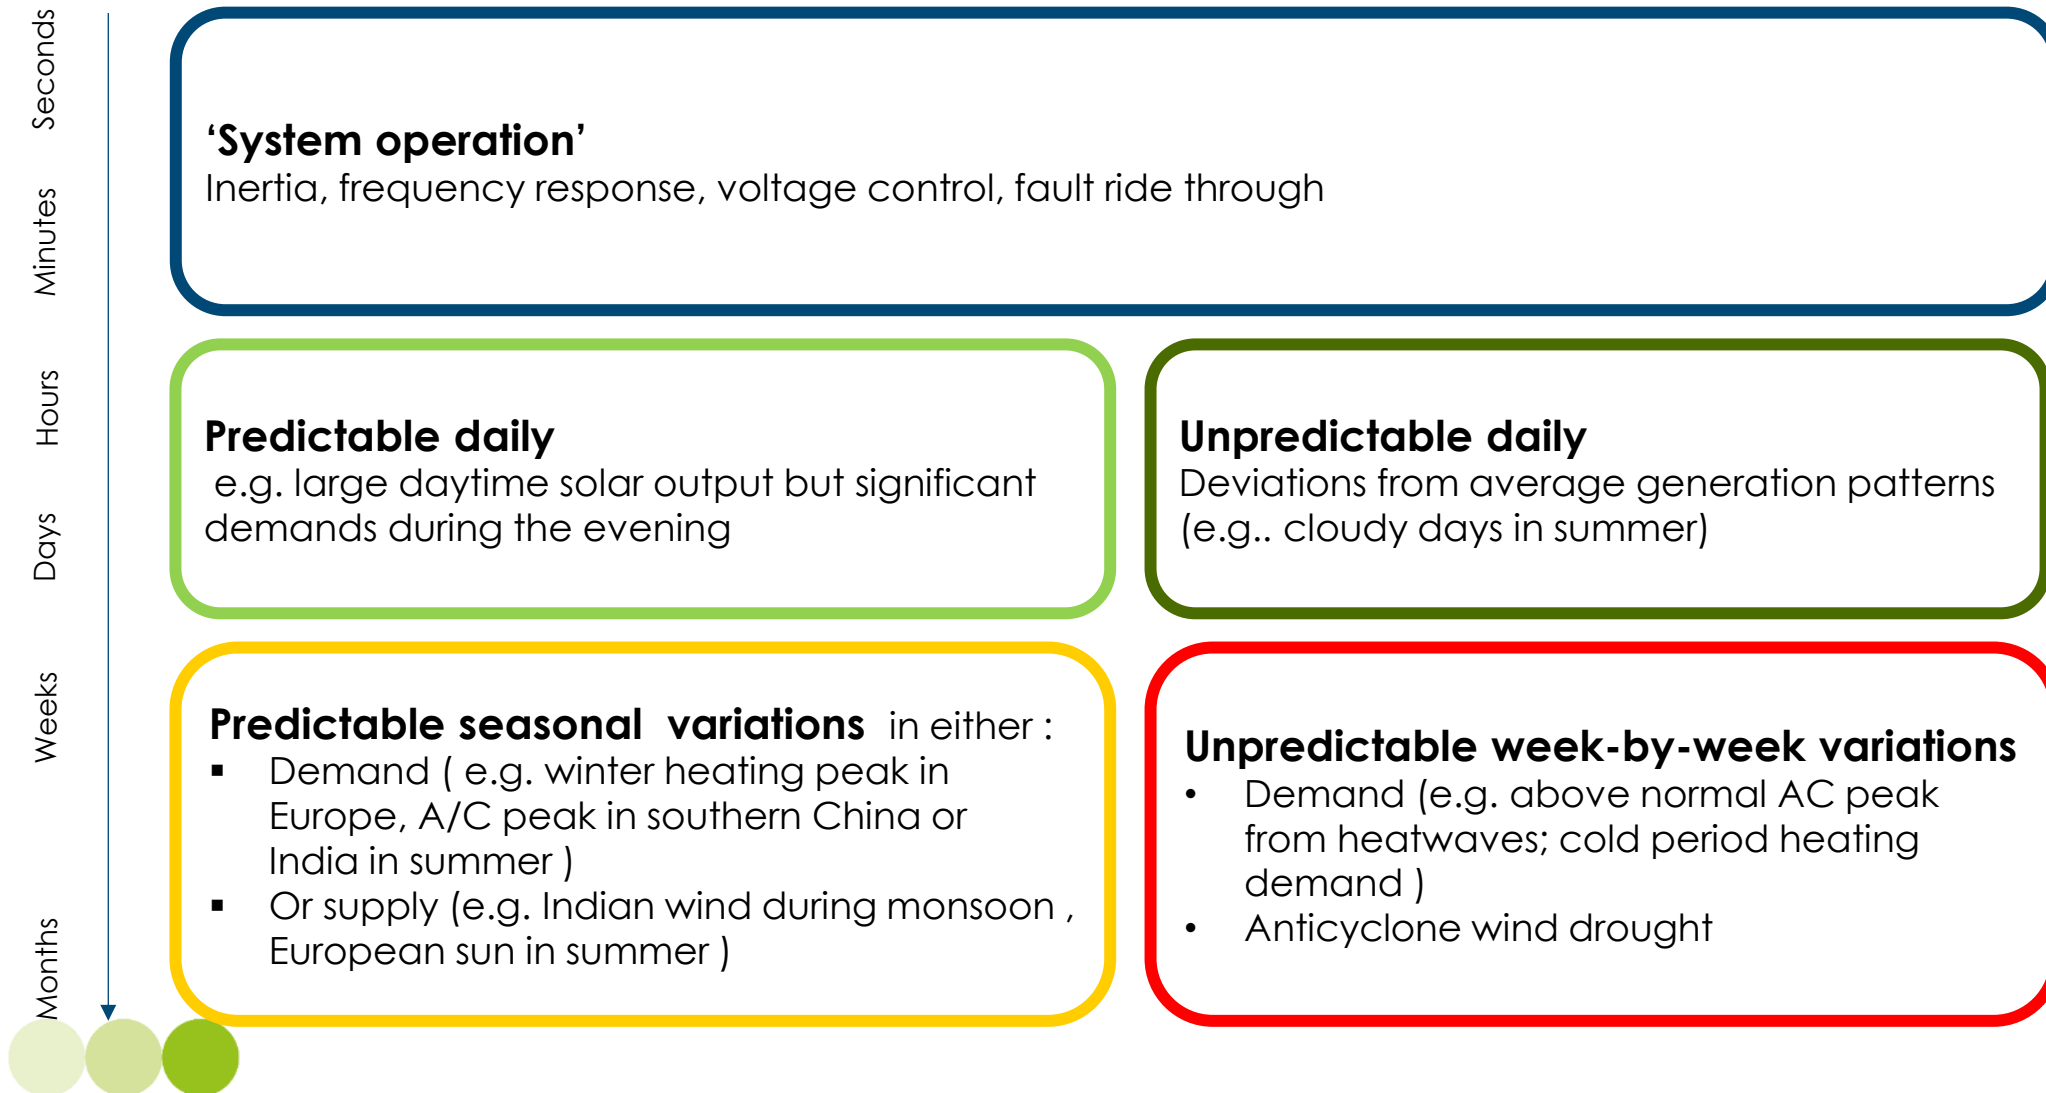 Seconds
Minutes
Hours
Days
Weeks
Months
‘System operation’
Inertia, frequency response, voltage control, fault ride through
Predictable daily
e.g. large daytime solar output but significant
demands during the evening
Unpredictable daily
Deviations from average generation patterns
(e.g.. cloudy days in summer)
Predictable seasonal  variations  in either :
▪ Demand ( e.g. winter heating peak in
Europe, A/C peak in southern China or
India in summer )
▪ Or supply (e.g. Indian wind during monsoon ,
European sun in summer )
Unpredictable week-by-week variations
• Demand (e.g. above normal AC peak
from heatwaves; cold period heating
demand )
• Anticyclone wind drought